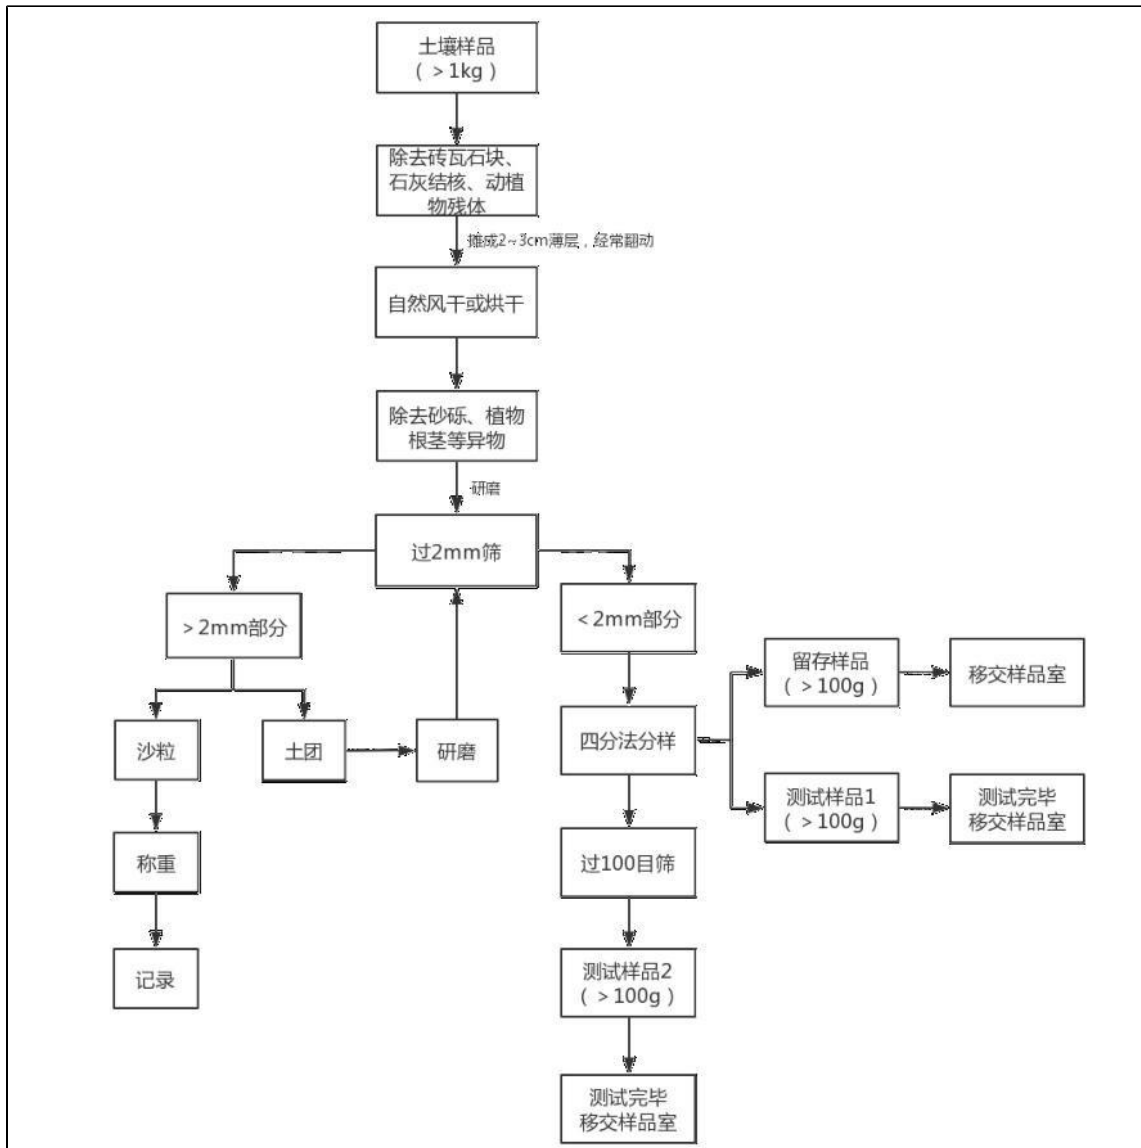 土壤样品
（>1kg）
除去砖瓦石块、
石灰结核、动植
物残体
摊成2~3cm薄层，经常翻动
自然风干或烘干
除去砂砾、植物
根茎等异物
研磨
过2mm筛
>2mm部分
<2mm部分
沙粒
土团
研磨
称重
记录
四分法分样
留存样品
（>100g）
移交样品室
测试样品1
（>100g）
测试完毕
移交样品室
过100目筛
测试样品2
（>100g）
测试完毕
移交样品室